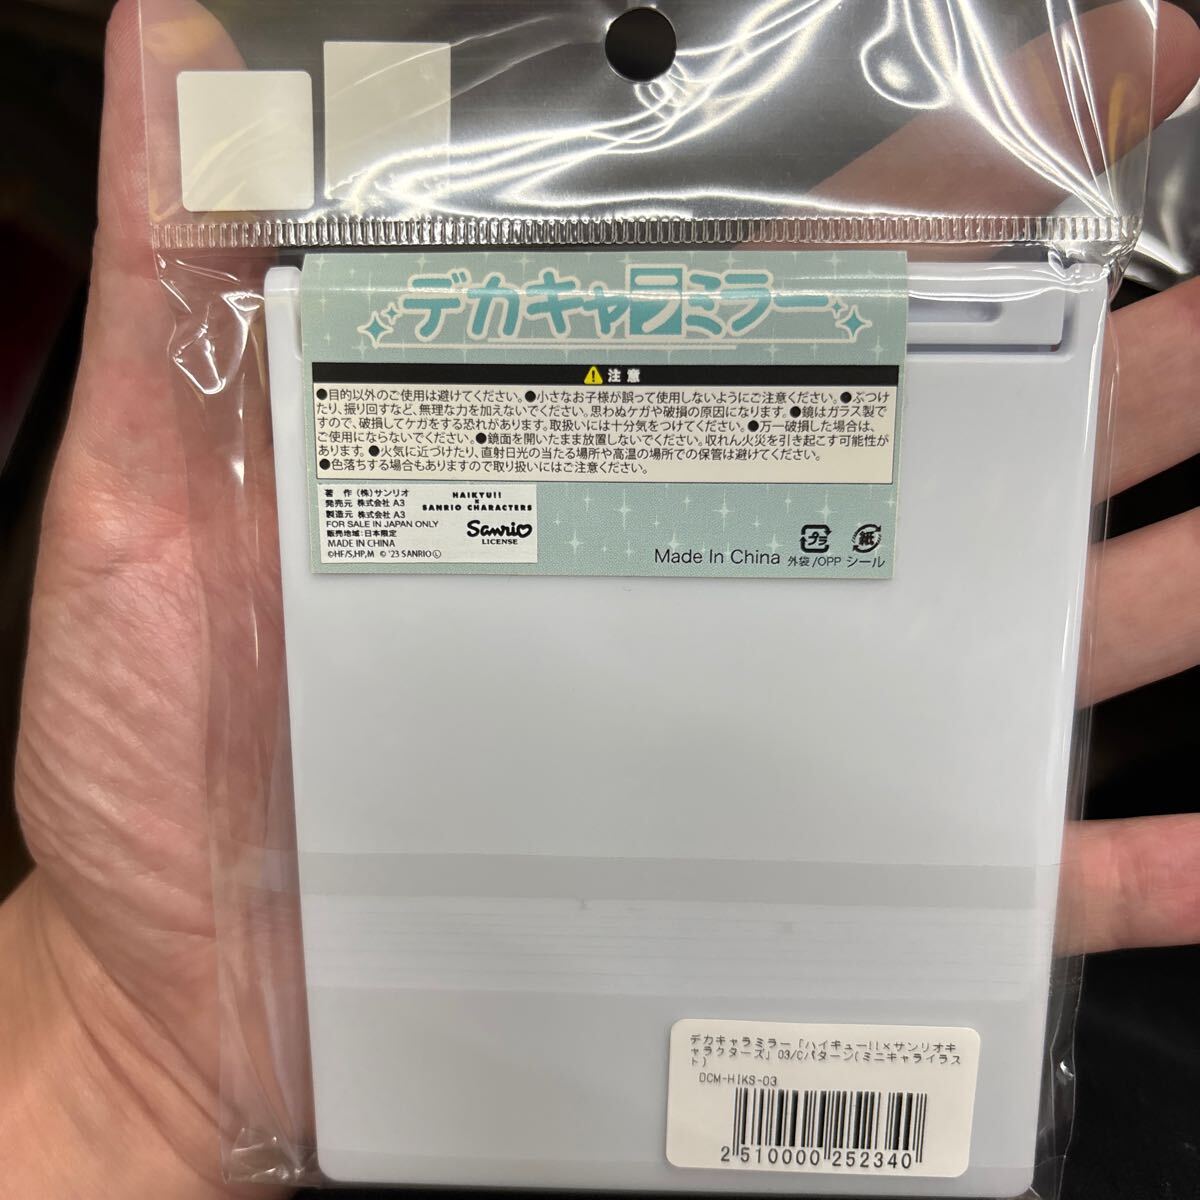 デカキャラミラー
注意
●目的以外のご使用は避けてください。●小さなお子様が誤って使用しないようにご注意ください。●ぶつけ
たり、振り回すなど、無理な力を加えないでください。思わぬケガや破損の原因になります。●鏡はガラス製で
すので、破損してケガをする恐れがあります。取扱いには十分気をつけてください。●万一破損した場合は、
ご使用にならないでください。●鏡面を開いたまま放置しないでください。収れん火災を引き起こす可能性が
あります。●火気に近づけたり、直射日光の当たる場所や高温の場所での保管は避けてください。
●色落ちする場合もありますので取り扱いにはご注意ください。
著 作 (株)サンリオ
発売元 株式会社 A3
製造元 株式会社 A3
FOR SALE IN JAPAN ONLY
販売地域:日本限定
MADE IN CHINA
©HF/S,HP,M © '23 SANRIO Ⓛ
HAIKYU!!
×
SANRIO CHARACTERS
Sanrio
LICENSE
Made In China
プラ
外袋/OPP
紙
シール
デカキャラミラー「ハイキュー!!×サンリオキ
ャラクターズ」03/Cパターン(ミニキャライラス
ト)
DCM-HIKS-03
2 510000 252340